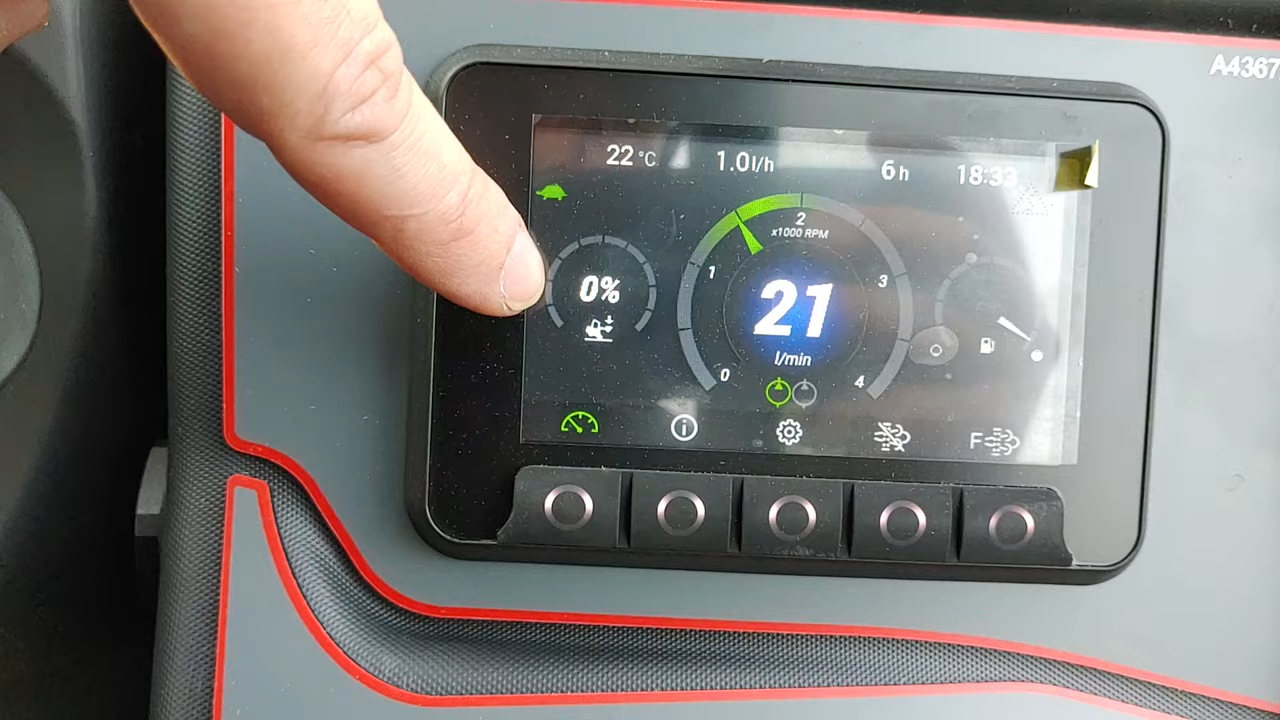 A4367
22 °C 1.0 l/h 6 h 18:33
2
x1000 RPM
1 3
0% 21
l/min
0 4
F